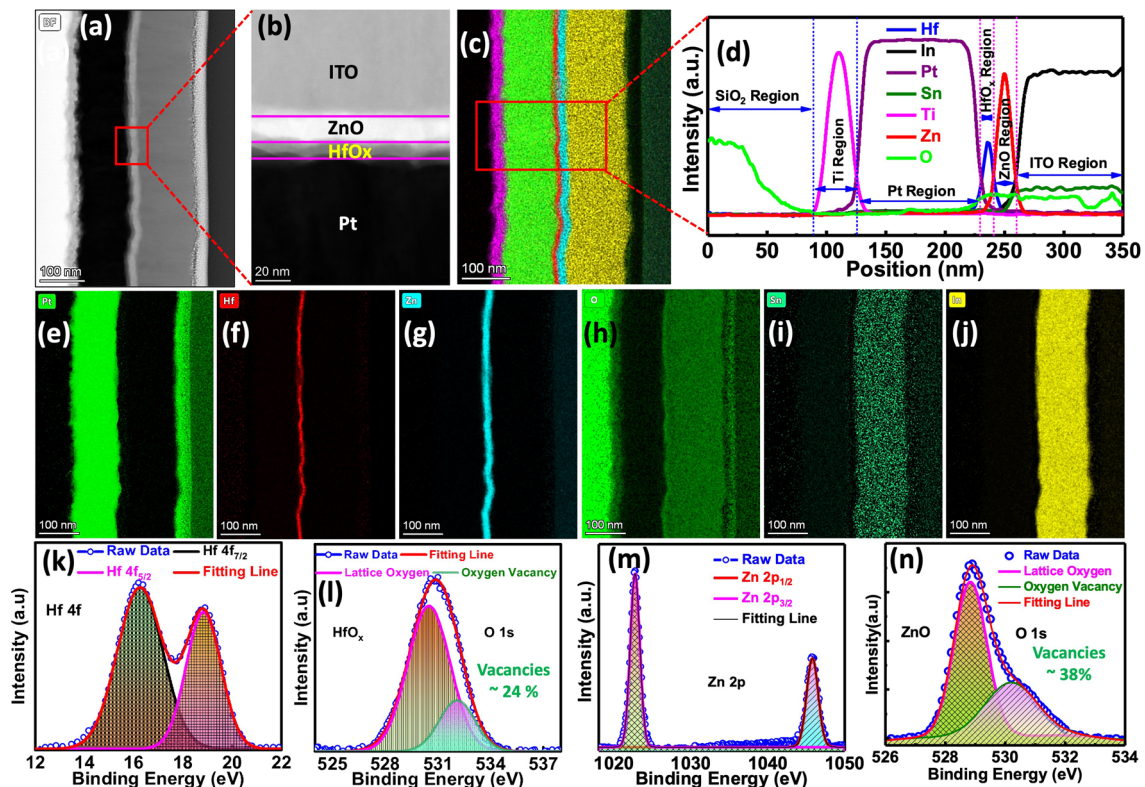 BF
(a)
100 nm
(b)
ITO
ZnO
HfOx
Pt
20 nm
(c)
100 nm
(d)
Hf
In
Pt
Sn
Ti
Zn
O
SiO₂ Region
Ti Region
Pt Region
HfOₓ Region
ZnO Region
ITO Region
Intensity (a.u.)
0 50 100 150 200 250 300 350
Position (nm)
Pt
(e)
100 nm
Hf
(f)
100 nm
Zn
(g)
100 nm
O
(h)
100 nm
Sn
(i)
100 nm
In
(j)
100 nm
(k)
Raw Data
Hf 4f₇/₂
Hf 4f₅/₂
Fitting Line
Hf 4f
Intensity (a.u)
12 14 16 18 20 22
Binding Energy (eV)
Raw Data
Fitting Line
Lattice Oxygen
Oxygen Vacancy
(l)
HfOₓ
O 1s
Vacancies
~ 24 %
Intensity (a.u)
525 528 531 534 537
Binding Energy (eV)
(m)
Raw Data
Zn 2p₁/₂
Zn 2p₃/₂
Fitting Line
Zn 2p
Intensity (a.u)
1020 1030 1040 1050
Binding Energy (eV)
(n)
Raw Data
Lattice Oxygen
Oxygen Vacancy
Fitting Line
ZnO
O 1s
Vacancies
~ 38%
Intensity (a.u)
526 528 530 532 534
Binding Energy (eV)